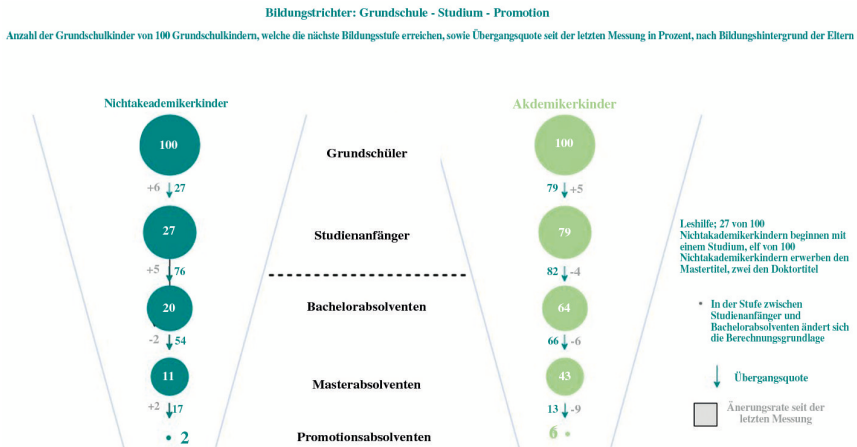 Bildungstrichter: Grundschule - Studium - Promotion
Anzahl der Grundschulkinder von 100 Grundschulkindern, welche die nächste Bildungsstufe erreichen, sowie Übergangsquote seit der letzten Messung in Prozent, nach Bildungshintergrund der Eltern
Nichtakeademikerkinder
Akdemikerkinder
100
Grundschüler
100
+6 27
79 +5
27
Studienanfänger
79
+5 76
82 -4
20
Bachelorabsolventen
64
-2 54
66 -6
11
Masterabsolventen
43
+2 17
13 -9
• 2
Promotionsabsolventen
6 •
Leshilfe; 27 von 100
Nichtakademikerkindern beginnen mit
einem Studium, elf von 100
Nichtakademikerkindern erwerben den
Mastertitel, zwei den Doktortitel
• In der Stufe zwischen
Studienanfänger und
Bachelorabsolventen ändert sich
die Berechnungsgrundlage
Übergangsquote
Änerungsrate seit der
letzten Messung